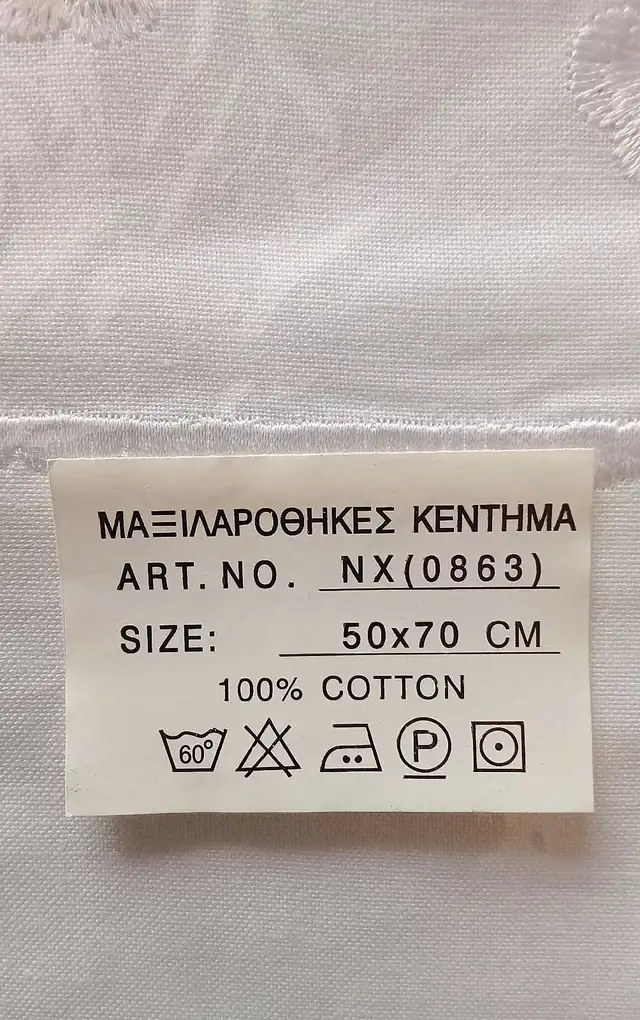 ΜΑΞΙΛΑΡΟΘΗΚΕΣ ΚΕΝΤΗΜΑ
ART. NO. NX(0863)
SIZE: 50x70 CM
100% COTTON
60° P